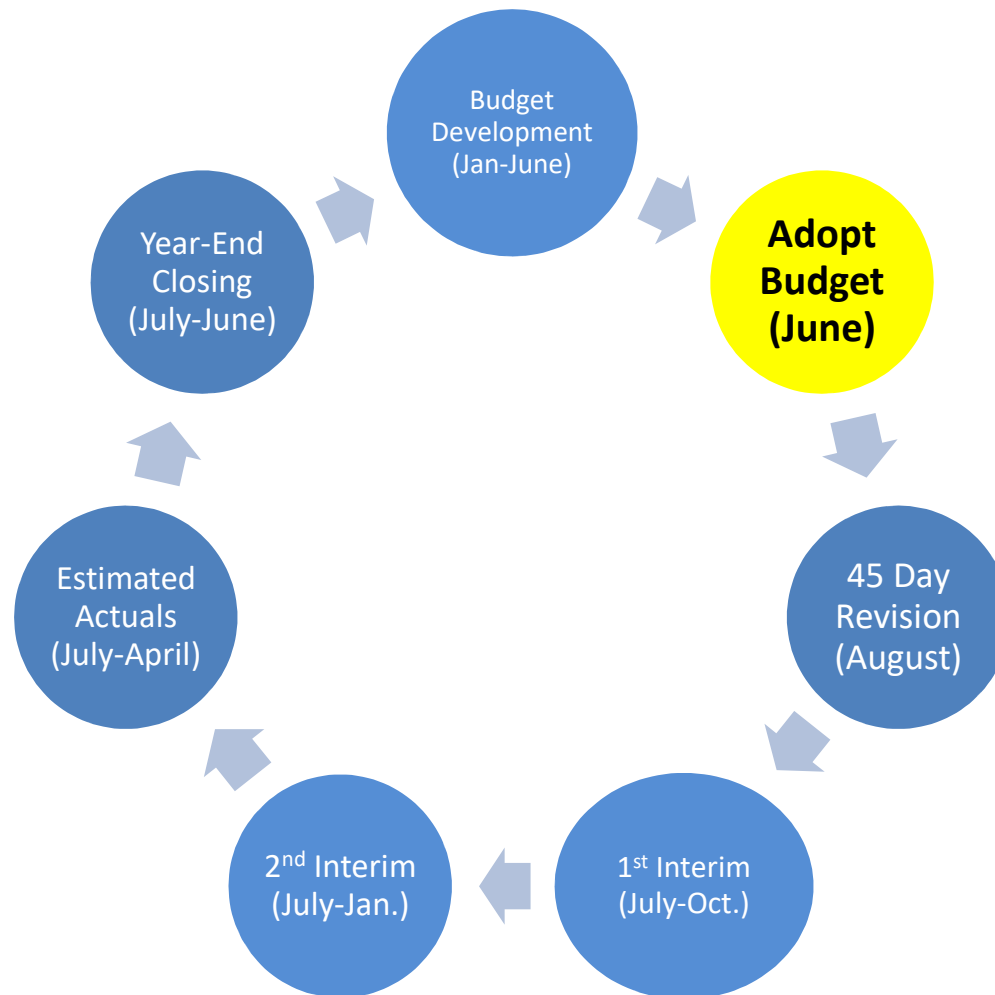 Budget
Development
(Jan-June)
Adopt
Budget
(June)
45 Day
Revision
(August)
1st Interim
(July-Oct.)
2nd Interim
(July-Jan.)
Estimated
Actuals
(July-April)
Year-End
Closing
(July-June)